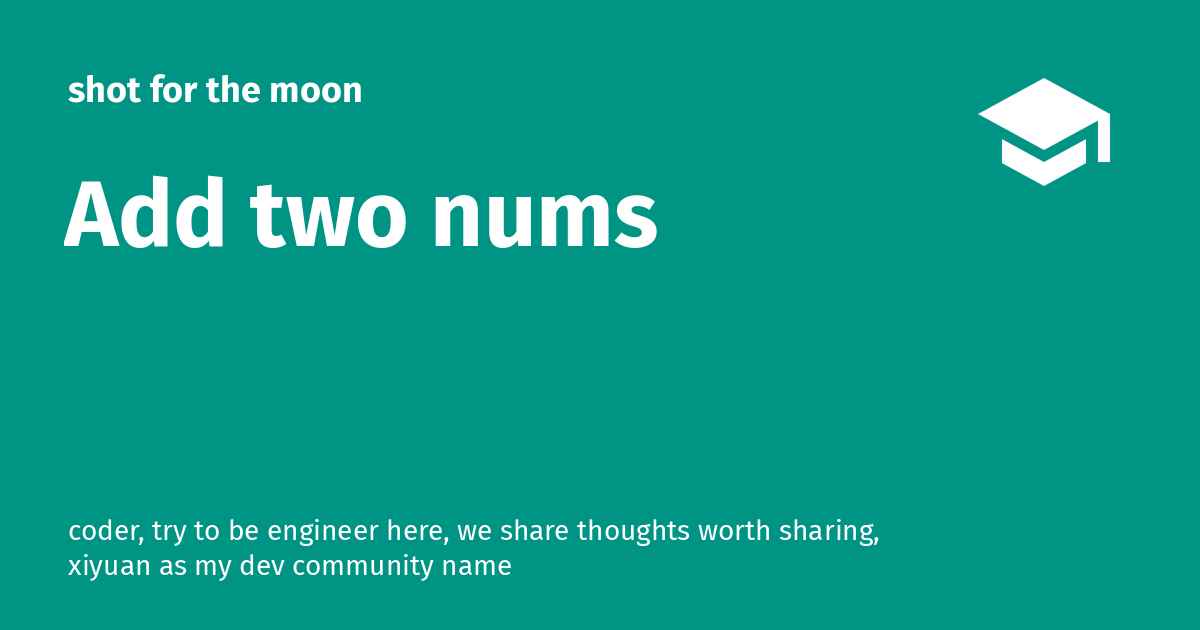 shot for the moon
Add two nums
coder, try to be engineer here, we share thoughts worth sharing,
xiyuan as my dev community name